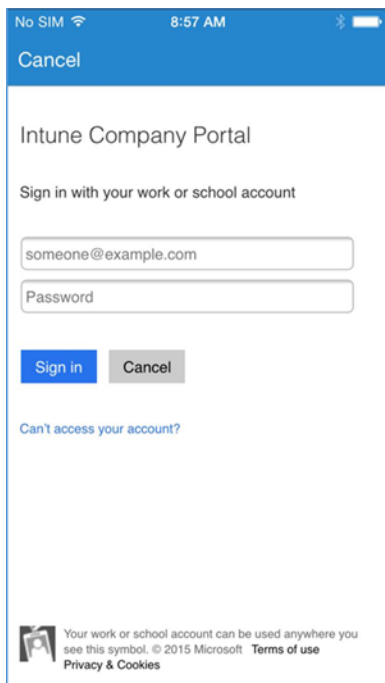 No SIM 8:57 AM
Cancel
Intune Company Portal
Sign in with your work or school account
someone@example.com
Password
Sign in Cancel
Can't access your account?
Your work or school account can be used anywhere you
see this symbol. © 2015 Microsoft Terms of use
Privacy & Cookies